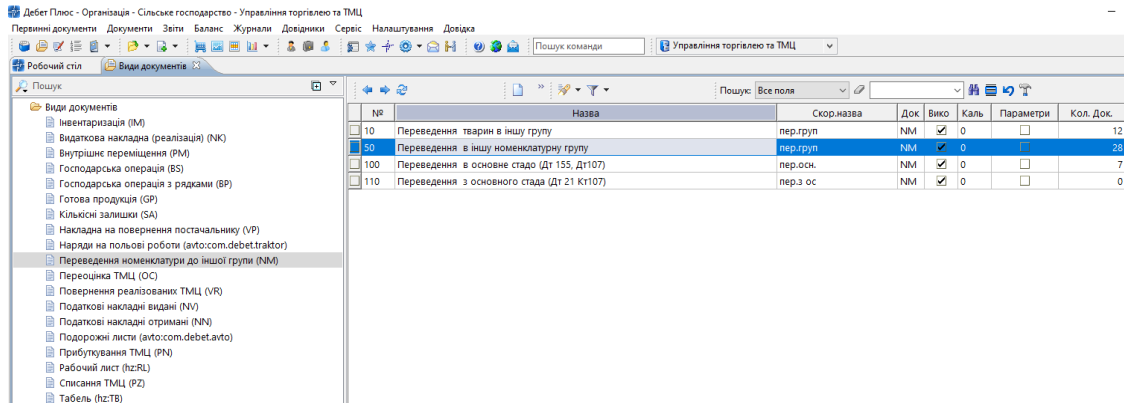 Дебет Плюс - Організація - Сільське господарство - Управління торгівлею та ТМЦ
Первинні документи Документи Звіти Баланс Журнали Довідники Сервіс Налаштування Довідка
Пошук команди Управління торгівлею та ТМЦ
Робочий стіл Види документів
Пошук
Види документів
Інвентаризація (IM)
Видаткова накладна (реалізація) (NK)
Внутрішнє переміщення (PM)
Господарська операція (BS)
Господарська операція з рядками (BP)
Готова продукція (GP)
Кількісні залишки (SA)
Накладна на повернення постачальнику (VP)
Наряди на польові роботи (avto:com.debet.traktor)
Переведення номенклатури до іншої групи (NM)
Переоцінка ТМЦ (OC)
Повернення реалізованих ТМЦ (VR)
Податкові накладні видані (NV)
Податкові накладні отримані (NN)
Подорожні листи (avto:com.debet.avto)
Прибуткування ТМЦ (PN)
Рабочий лист (hz:RL)
Списання ТМЦ (PZ)
Табель (hz:TB)
Пошук: Все поля
№ Назва Скор.назва Док Вико Каль Параметри Кол. Док.
10 Переведення тварин в іншу групу пер.груп NM 0 12
50 Переведення в іншу номенклатурну групу пер.груп NM 0 28
100 Переведення в основне стадо (Дт 155, Дт107) пер.осн. NM 0 7
110 Переведення з основного стада (Дт 21 Кт107) пер.з ос NM 0 0